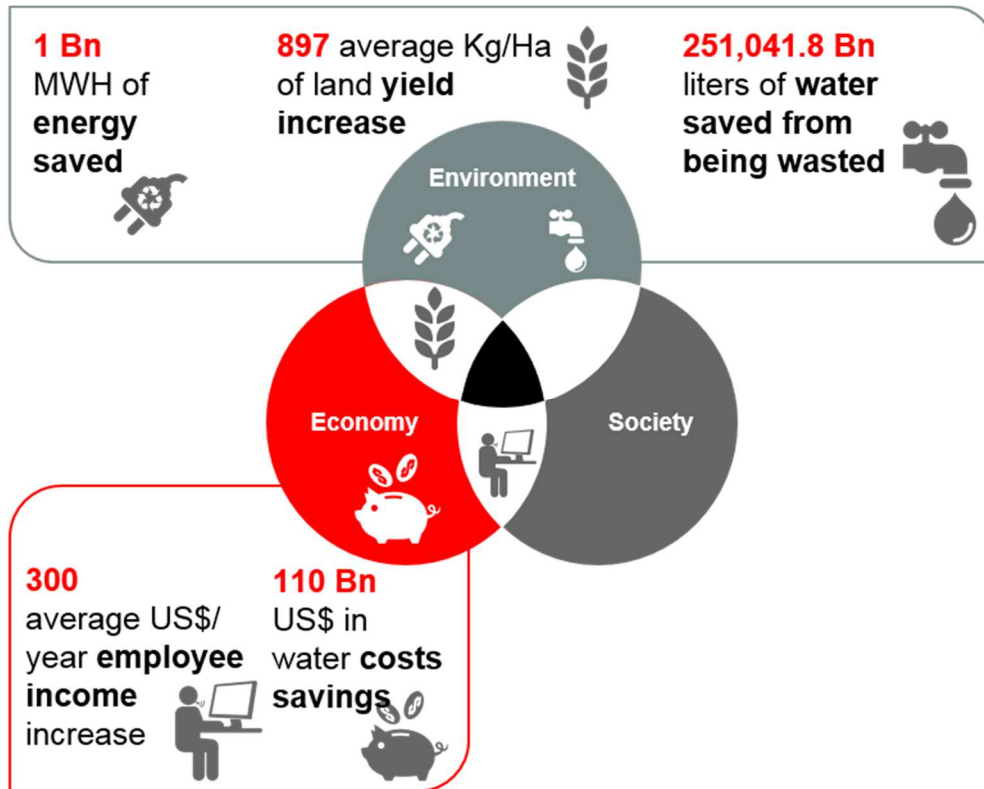 1 Bn
MWH of
energy
saved
897 average Kg/Ha
of land yield
increase
251,041.8 Bn
liters of water
saved from
being wasted
Environment
Economy
Society
300
average US$/
year employee
income
increase
110 Bn
US$ in
water costs
savings